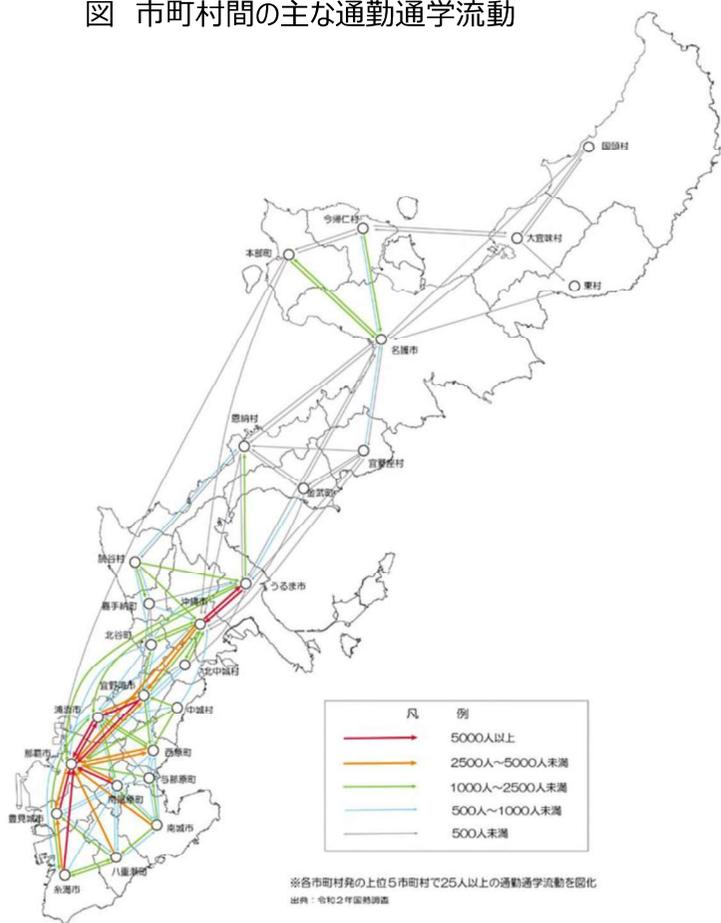 図 市町村間の主な通勤通学流動
国頭村
今帰仁村
大宜味村
本部町
東村
名護市
恩納村
宜野座村
金武町
読谷村
うるま市
嘉手納町
沖縄市
北谷町
北中城村
宜野湾市
浦添市
中城村
那覇市
西原町
与那原町
南風原町
豊見城市
南城市
八重瀬町
糸満市
凡 例
5000人以上
2500人～5000人未満
1000人～2500人未満
500人～1000人未満
500人未満
※各市町村発の上位5市町村で25人以上の通勤通学流動を図化
出典：令和2年国勢調査